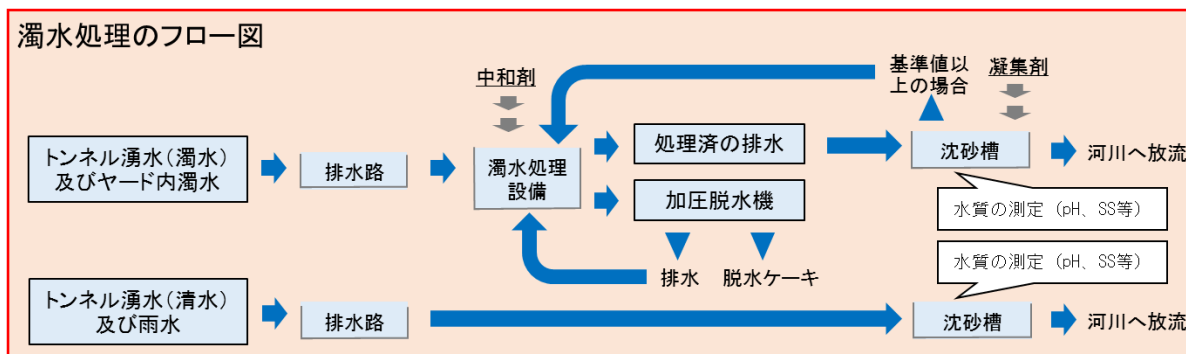 濁水処理のフロー図
中和剤
基準値以
上の場合
凝集剤
トンネル湧水(濁水)
及びヤード内濁水
排水路
濁水処理
設備
処理済の排水
加圧脱水機
沈砂槽
河川へ放流
水質の測定(pH、SS等)
排水
脱水ケーキ
水質の測定(pH、SS等)
トンネル湧水(清水)
及び雨水
排水路
沈砂槽
河川へ放流